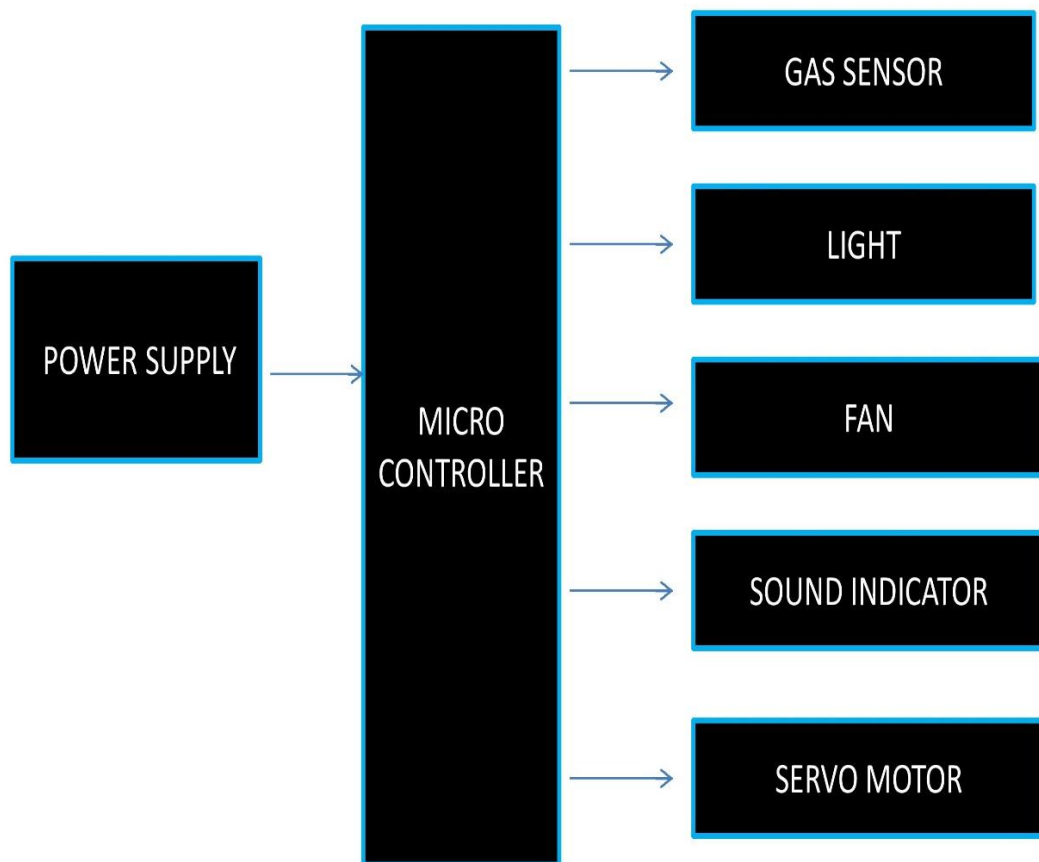 POWER SUPPLY
MICRO
CONTROLLER
GAS SENSOR
LIGHT
FAN
SOUND INDICATOR
SERVO MOTOR